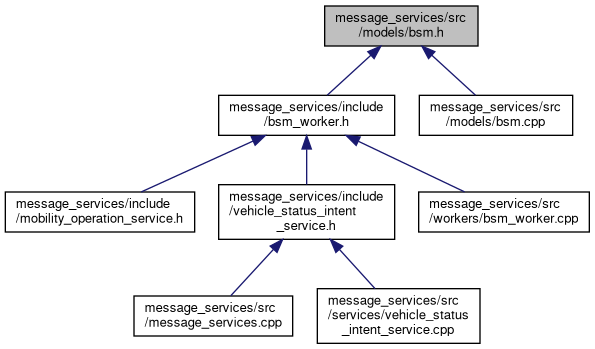 message_services/src
/models/bsm.h
message_services/include
/bsm_worker.h
message_services/src
/models/bsm.cpp
message_services/include
/mobility_operation_service.h
message_services/include
/vehicle_status_intent
_service.h
message_services/src
/workers/bsm_worker.cpp
message_services/src
/message_services.cpp
message_services/src
/services/vehicle_status
_intent_service.cpp